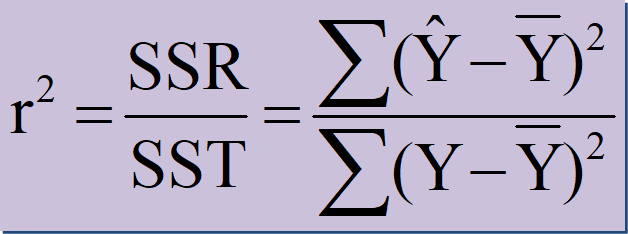 r² = SSR / SST = ∑(Ŷ − Y̅)² / ∑(Y − Y̅)²